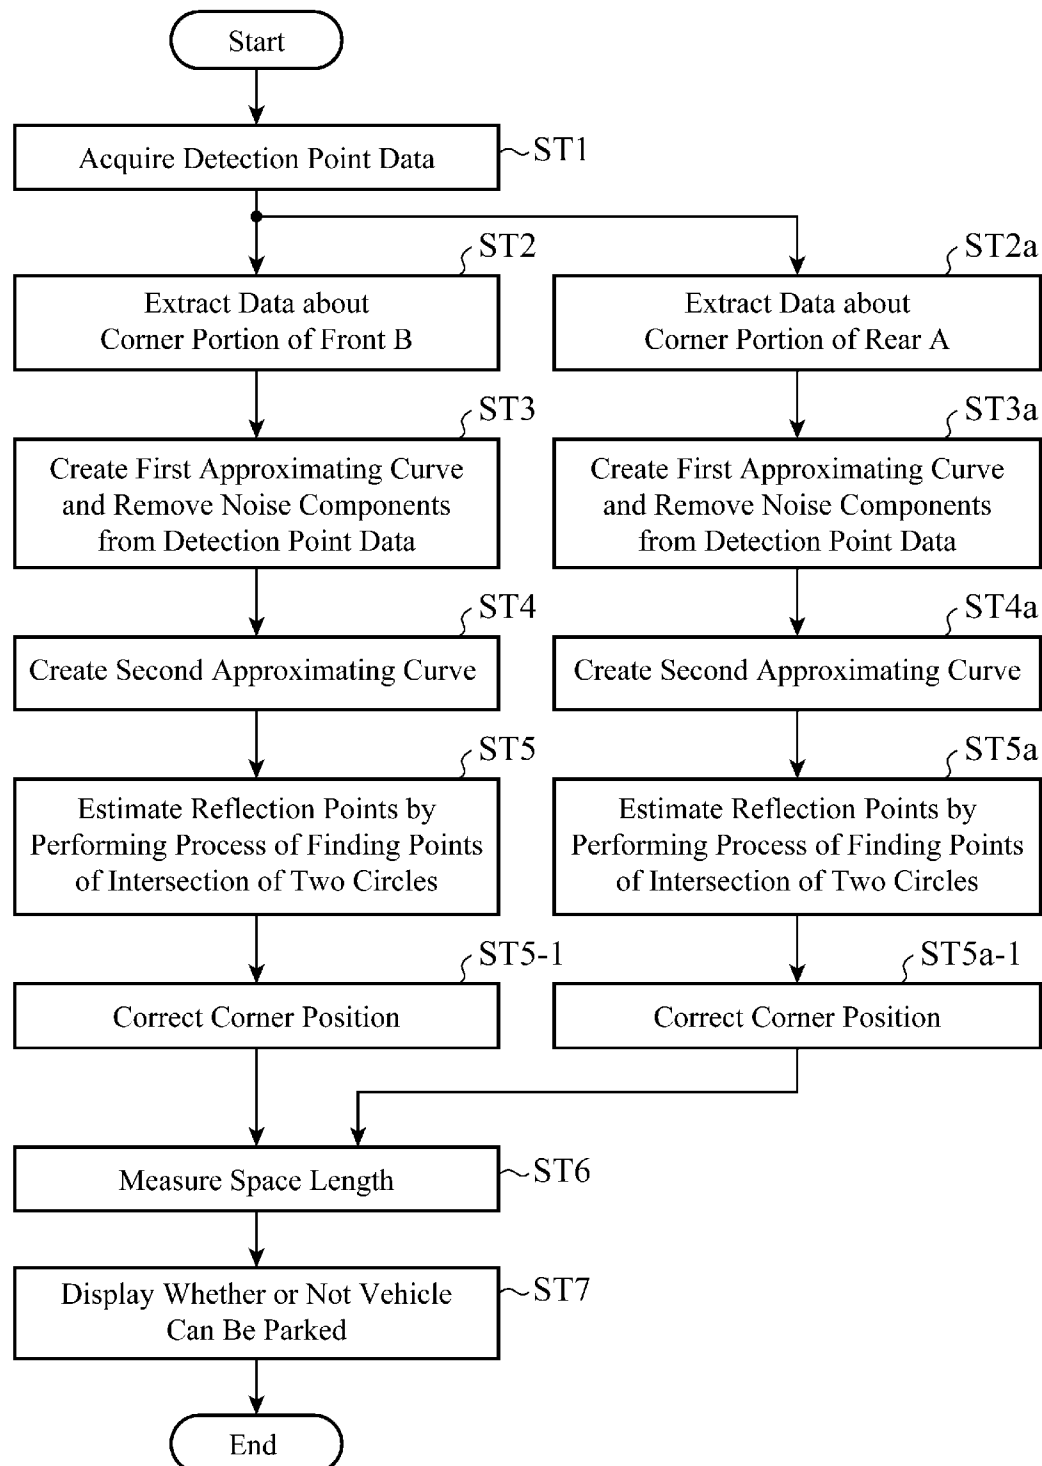 Start
Acquire Detection Point Data
ST1
ST2
Extract Data about
Corner Portion of Front B
ST2a
Extract Data about
Corner Portion of Rear A
ST3
Create First Approximating Curve
and Remove Noise Components
from Detection Point Data
ST3a
Create First Approximating Curve
and Remove Noise Components
from Detection Point Data
ST4
Create Second Approximating Curve
ST4a
Create Second Approximating Curve
ST5
Estimate Reflection Points by
Performing Process of Finding Points
of Intersection of Two Circles
ST5a
Estimate Reflection Points by
Performing Process of Finding Points
of Intersection of Two Circles
ST5-1
Correct Corner Position
ST5a-1
Correct Corner Position
Measure Space Length
ST6
Display Whether or Not Vehicle
Can Be Parked
ST7
End